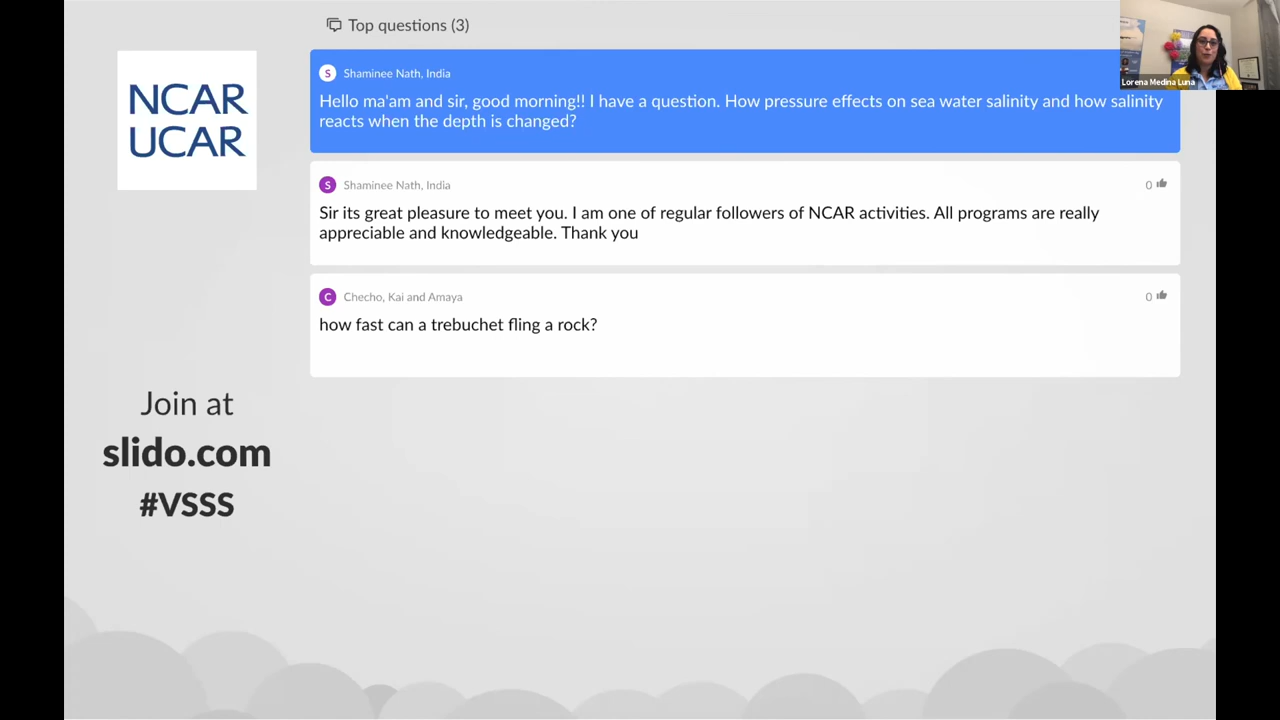 Top questions (3)
NCAR
UCAR
S Shaminee Nath, India
Hello ma'am and sir, good morning!! I have a question. How pressure effects on sea water salinity and how salinity
reacts when the depth is changed?
S Shaminee Nath, India 0
Sir its great pleasure to meet you. I am one of regular followers of NCAR activities. All programs are really
appreciable and knowledgeable. Thank you
C Checho, Kai and Amaya 0
how fast can a trebuchet fling a rock?
Join at
slido.com
#VSSS
Lorena Medina Luna